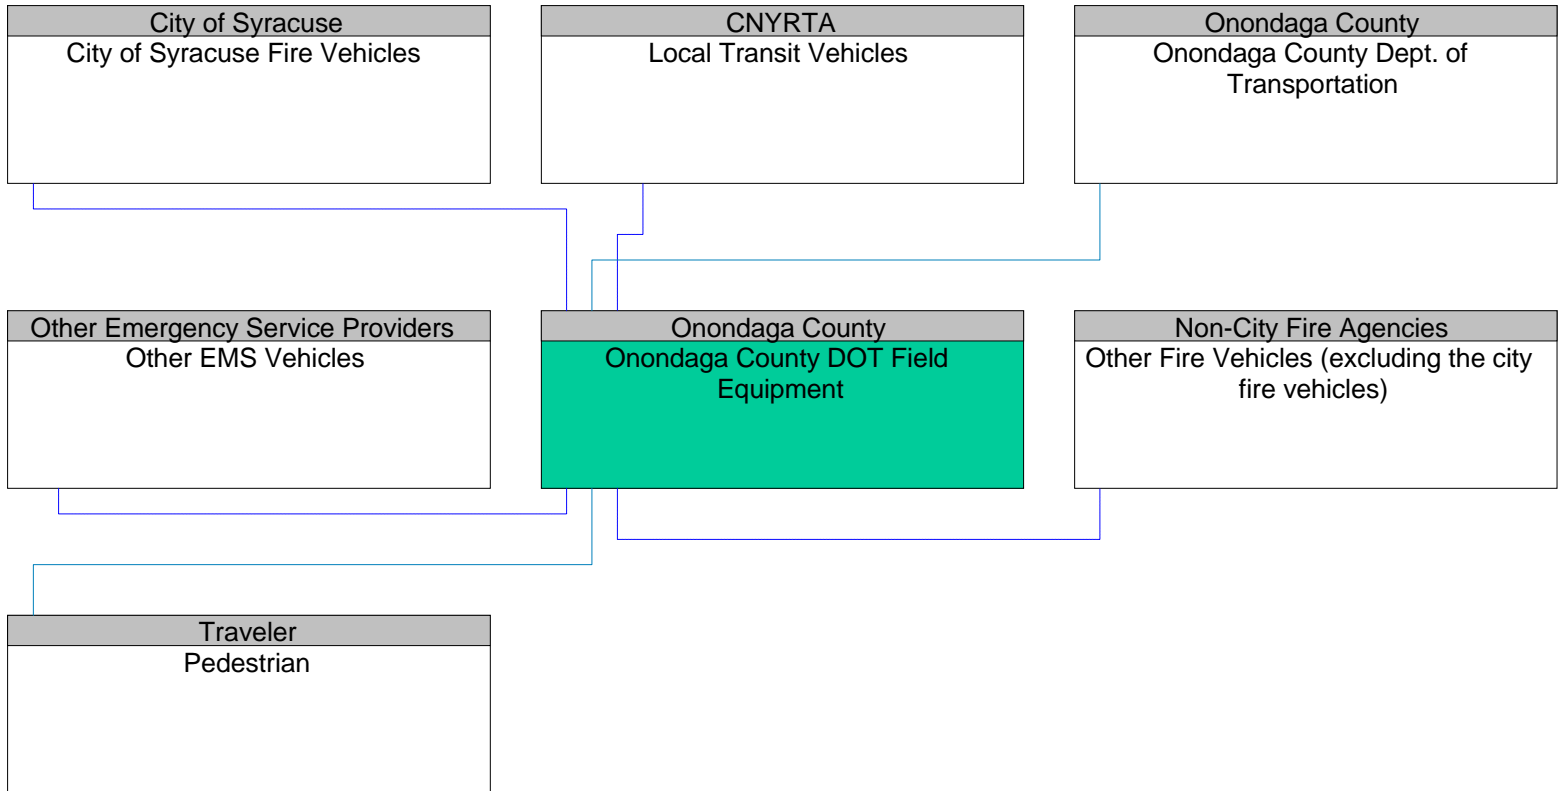 City of Syracuse
City of Syracuse Fire Vehicles
CNYRTA
Local Transit Vehicles
Onondaga County
Onondaga County Dept. of
Transportation
Other Emergency Service Providers
Other EMS Vehicles
Onondaga County
Onondaga County DOT Field
Equipment
Non-City Fire Agencies
Other Fire Vehicles (excluding the city
fire vehicles)
Traveler
Pedestrian